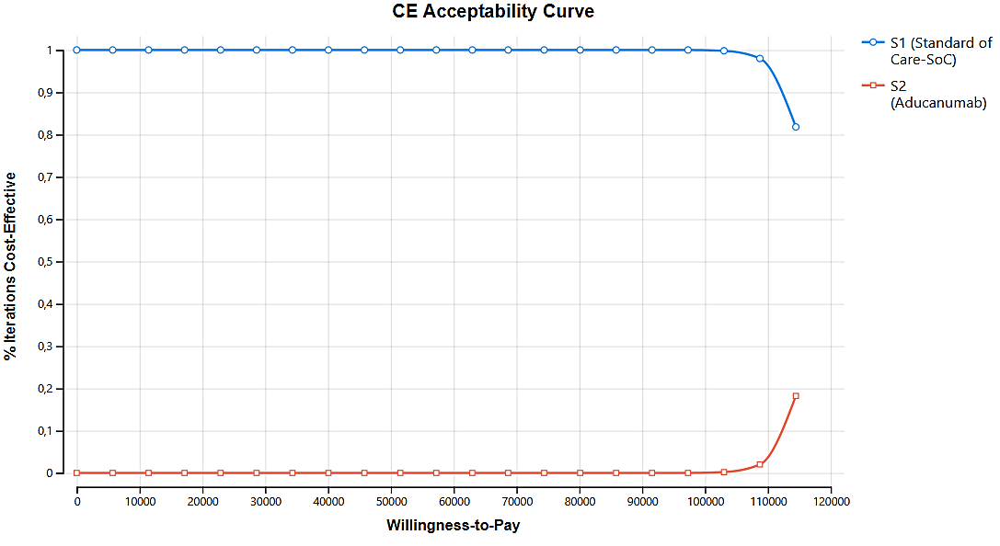 CE Acceptability Curve
1
0,9
0,8
0,7
0,6
0,5
0,4
0,3
0,2
0,1
0
% Iterations Cost-Effective
0 10000 20000 30000 40000 50000 60000 70000 80000 90000 100000 110000 120000
Willingness-to-Pay
S1 (Standard of
Care-SoC)
S2
(Aducanumab)